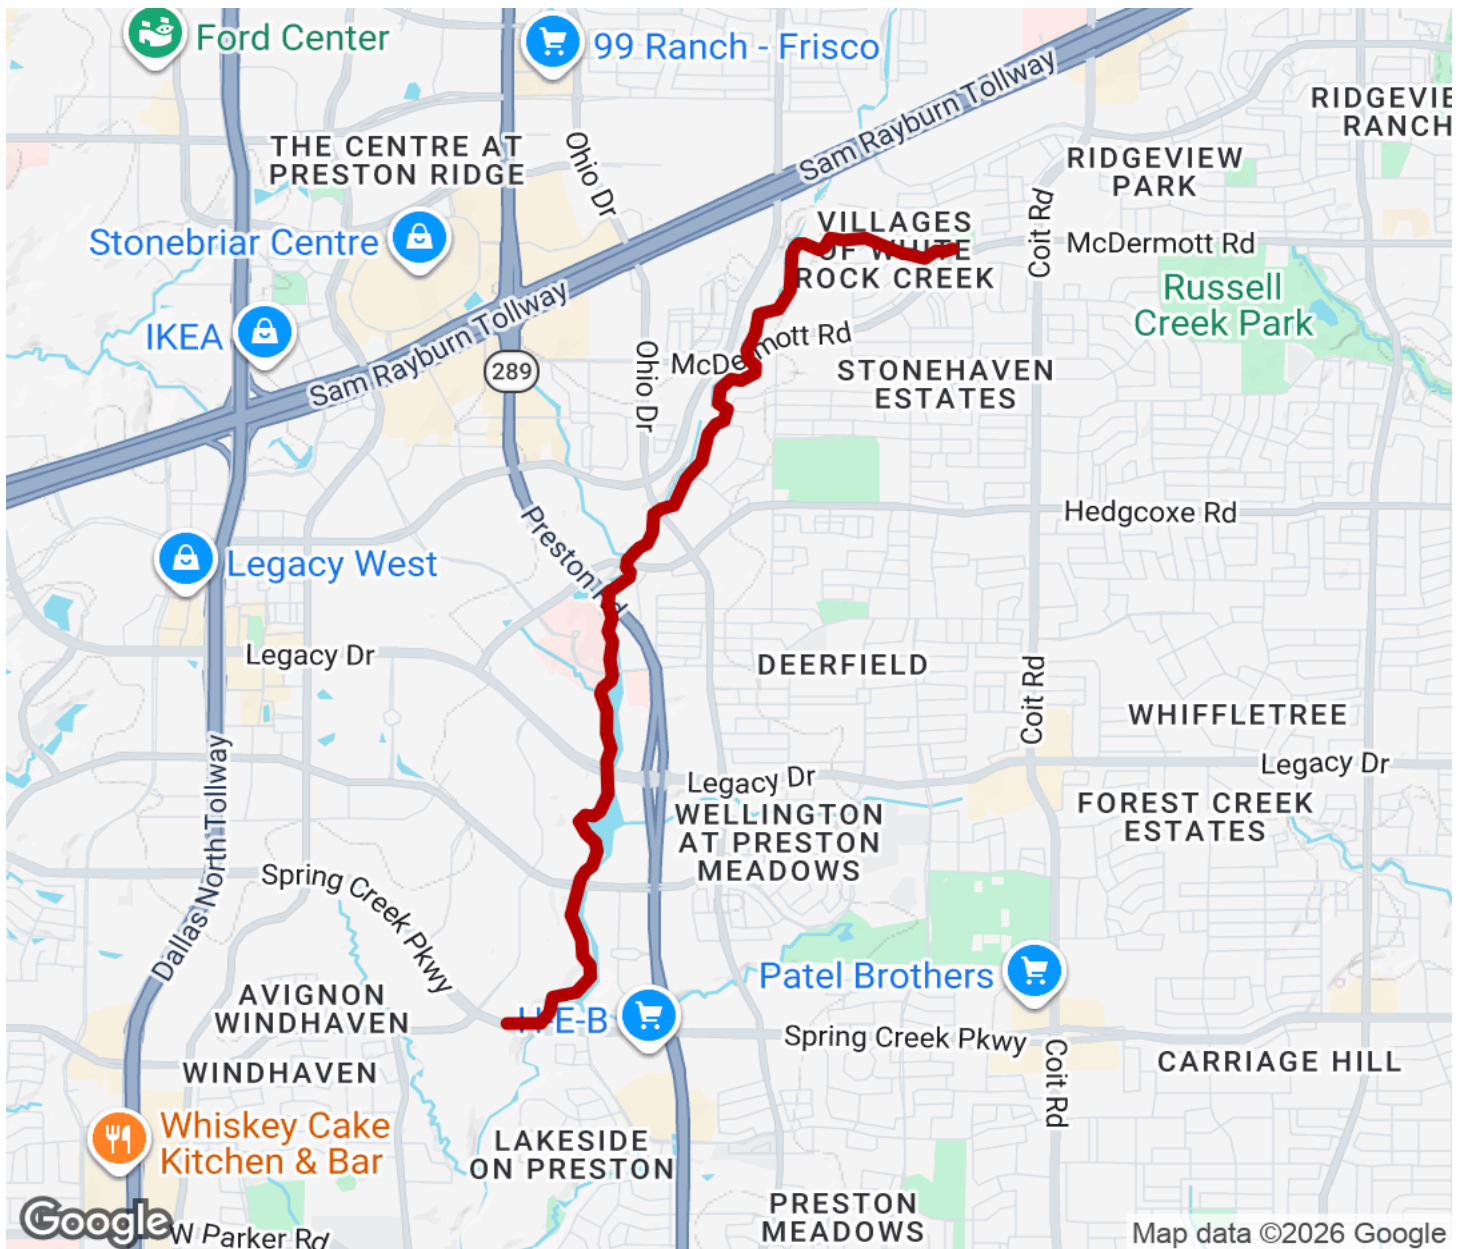 Ford Center
99 Ranch - Frisco
Sam Rayburn Tollway
RIDGEVIE
RANCH
THE CENTRE AT
PRESTON RIDGE
Ohio Dr
RIDGEVIEW
PARK
Stonebriar Centre
VILLAGES
OF WHITE
ROCK CREEK
Coit Rd
McDermott Rd
Russell
Creek Park
IKEA
Sam Rayburn Tollway
289
Ohio Dr
McDermott Rd
STONEHAVEN
ESTATES
Hedgcoxe Rd
Preston Rd
Legacy West
Legacy Dr
DEERFIELD
Coit Rd
WHIFFLETREE
Legacy Dr
Legacy Dr
WELLINGTON
AT PRESTON
MEADOWS
FOREST CREEK
ESTATES
Dallas North Tollway
Spring Creek Pkwy
Patel Brothers
AVIGNON
WINDHAVEN
H-E-B
Spring Creek Pkwy
Coit Rd
CARRIAGE HILL
WINDHAVEN
Whiskey Cake
Kitchen & Bar
LAKESIDE
ON PRESTON
PRESTON
MEADOWS
Google
W Parker Rd
Map data ©2026 Google